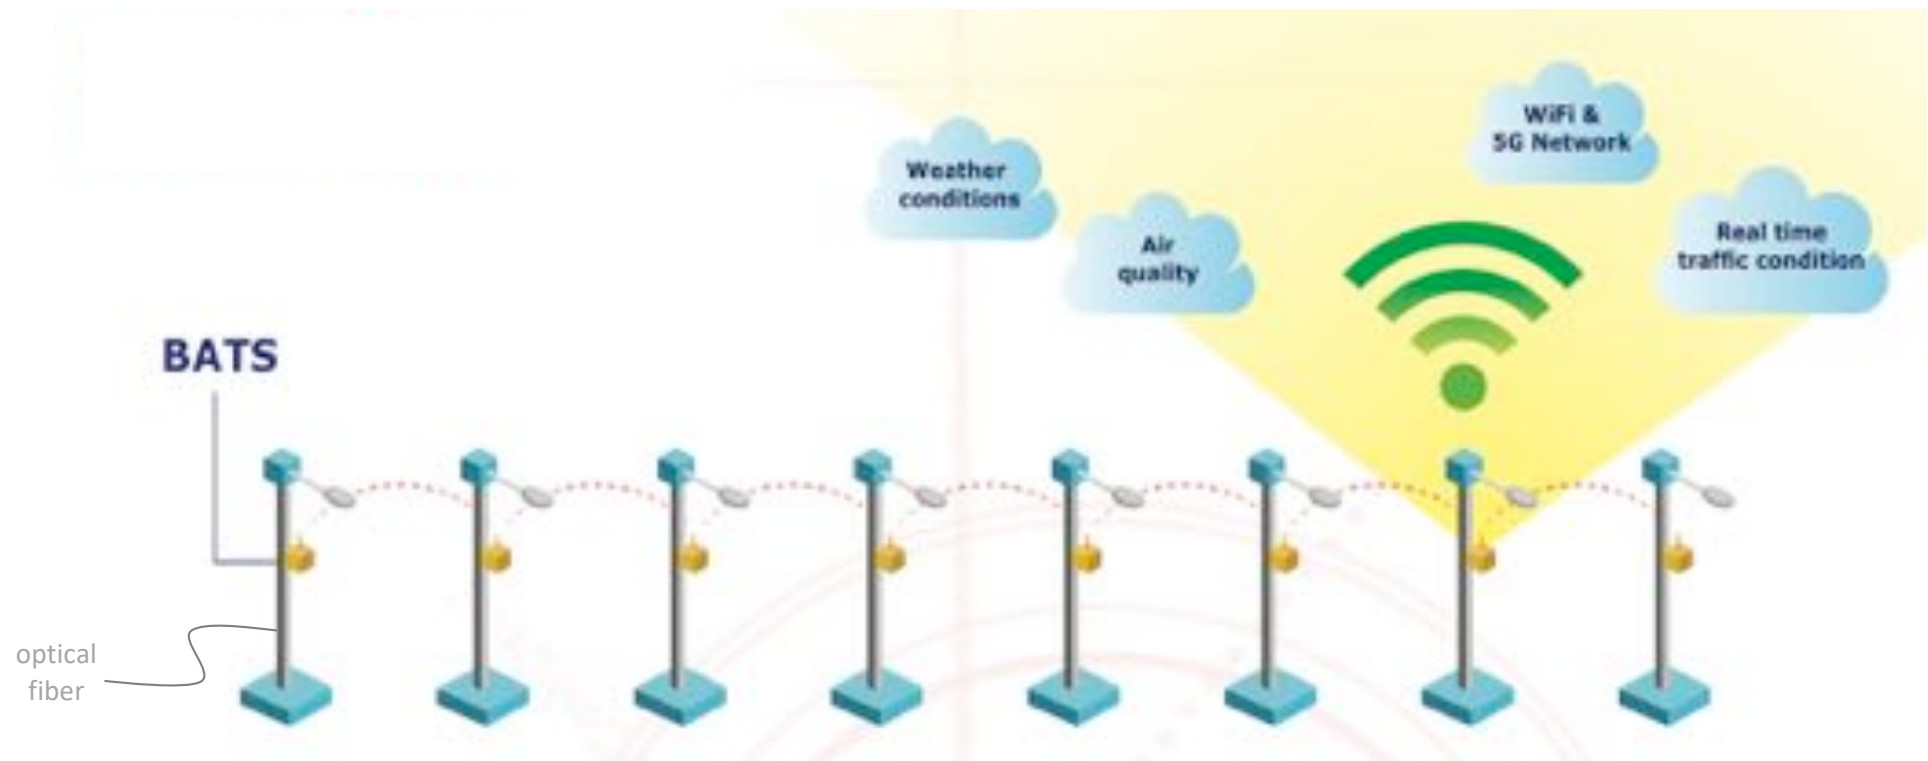 WiFi &
5G Network
Weather
conditions
Real time
traffic condition
Air
quality
BATS
optical
fiber